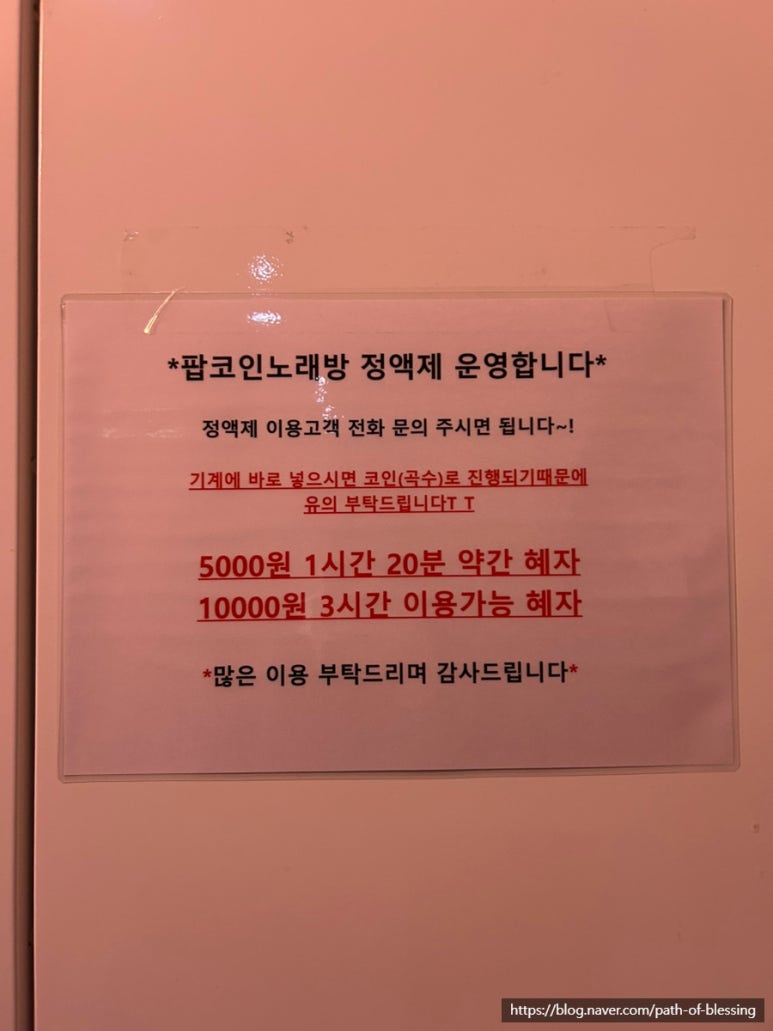 *팝코인노래방 정액제 운영합니다*
정액제 이용고객 전화 문의 주시면 됩니다~!
기계에 바로 넣으시면 코인(곡수)로 진행되기때문에
유의 부탁드립니다T T
5000원 1시간 20분 약간 혜자
10000원 3시간 이용가능 혜자
*많은 이용 부탁드리며 감사드립니다*
https://blog.naver.com/path-of-blessing